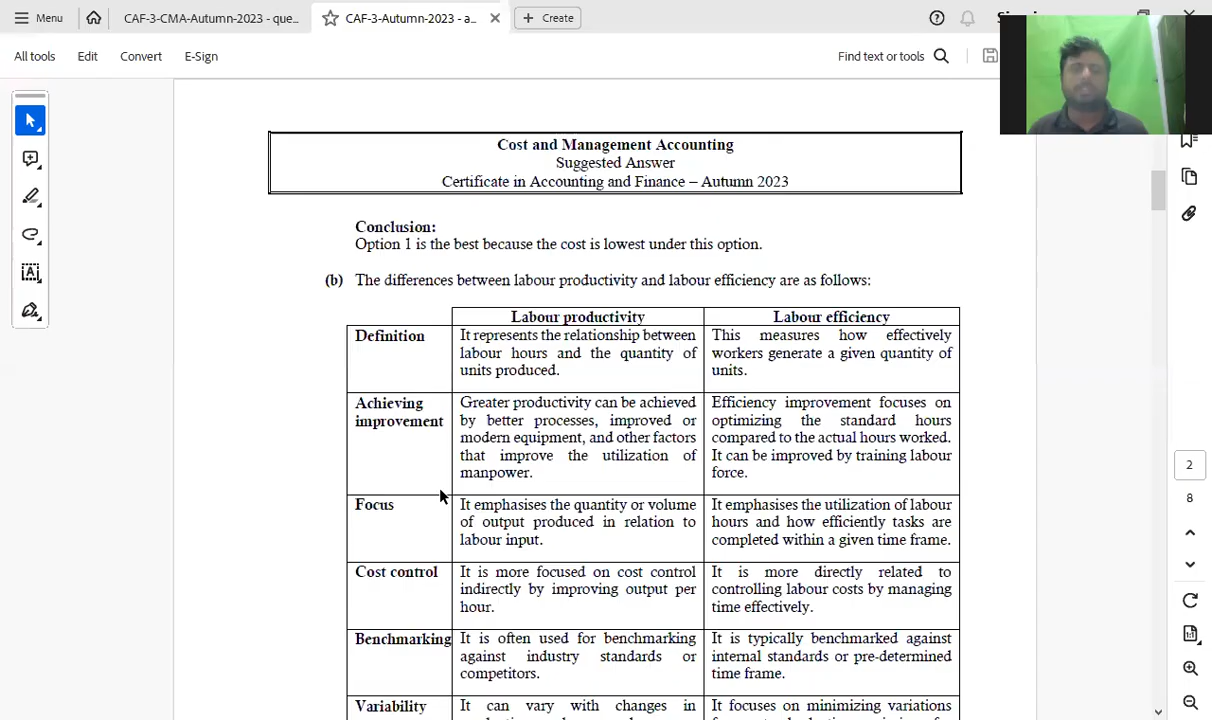 Menu
CAF-3-CMA-Autumn-2023 - que...
CAF-3-Autumn-2023 - a...
Create
All tools
Edit
Convert
E-Sign
Find text or tools
Cost and Management Accounting
Suggested Answer
Certificate in Accounting and Finance – Autumn 2023
Conclusion:
Option 1 is the best because the cost is lowest under this option.
(b) The differences between labour productivity and labour efficiency are as follows:
Labour productivity
Labour efficiency
Definition
It represents the relationship between
labour hours and the quantity of
units produced.
This measures how effectively
workers generate a given quantity of
units.
Achieving
improvement
Greater productivity can be achieved
by better processes, improved or
modern equipment, and other factors
that improve the utilization of
manpower.
Efficiency improvement focuses on
optimizing the standard hours
compared to the actual hours worked.
It can be improved by training labour
force.
Focus
It emphasises the quantity or volume
of output produced in relation to
labour input.
It emphasises the utilization of labour
hours and how efficiently tasks are
completed within a given time frame.
Cost control
It is more focused on cost control
indirectly by improving output per
hour.
It is more directly related to
controlling labour costs by managing
time effectively.
Benchmarking
It is often used for benchmarking
against industry standards or
competitors.
It is typically benchmarked against
internal standards or pre-determined
time frame.
Variability
It can vary with changes in
It focuses on minimizing variations
2
8